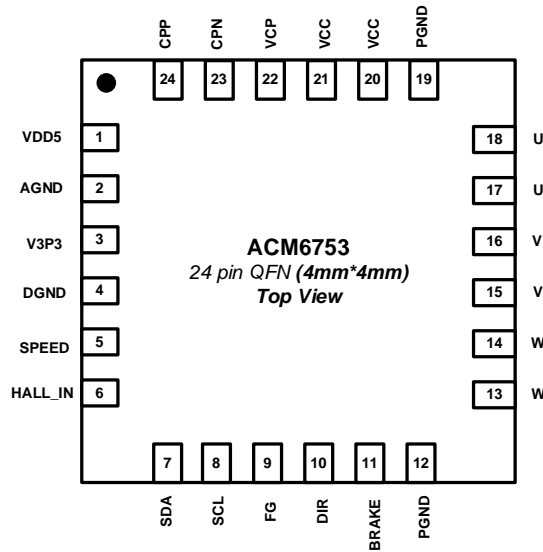 CPP CPN VCP VCC VCC PGND
24 23 22 21 20 19
VDD5 1
AGND 2
V3P3 3
DGND 4
SPEED 5
HALL_IN 6
ACM6753
24 pin QFN (4mm*4mm)
Top View
18 U
17 U
16 V
15 V
14 W
13 W
7 8 9 10 11 12
SDA SCL FG DIR BRAKE PGND